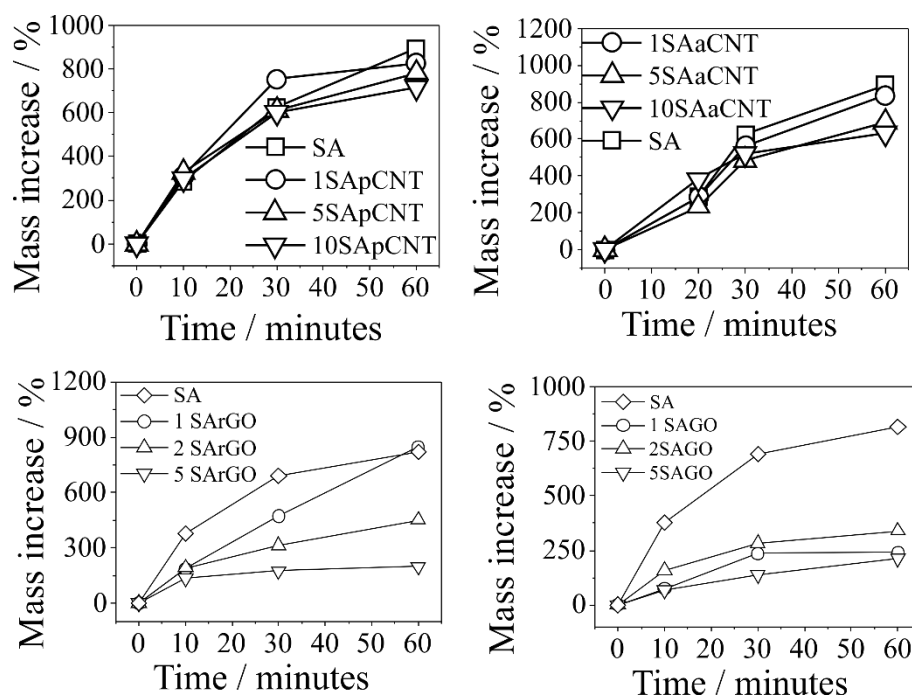 Mass increase / %
1000
800
600
400
200
0
SA
1SApCNT
5SApCNT
10SApCNT
0 10 20 30 40 50 60
Time / minutes
Mass increase / %
1200
1000
800
600
400
200
0
1SAaCNT
5SAaCNT
10SAaCNT
SA
0 10 20 30 40 50 60
Time / minutes
Mass increase / %
1200
900
600
300
0
SA
1 SArGO
2 SArGO
5 SArGO
0 10 20 30 40 50 60
Time / minutes
Mass increase / %
1000
750
500
250
0
SA
1 SAGO
2SAGO
5SAGO
0 10 20 30 40 50 60
Time / minutes